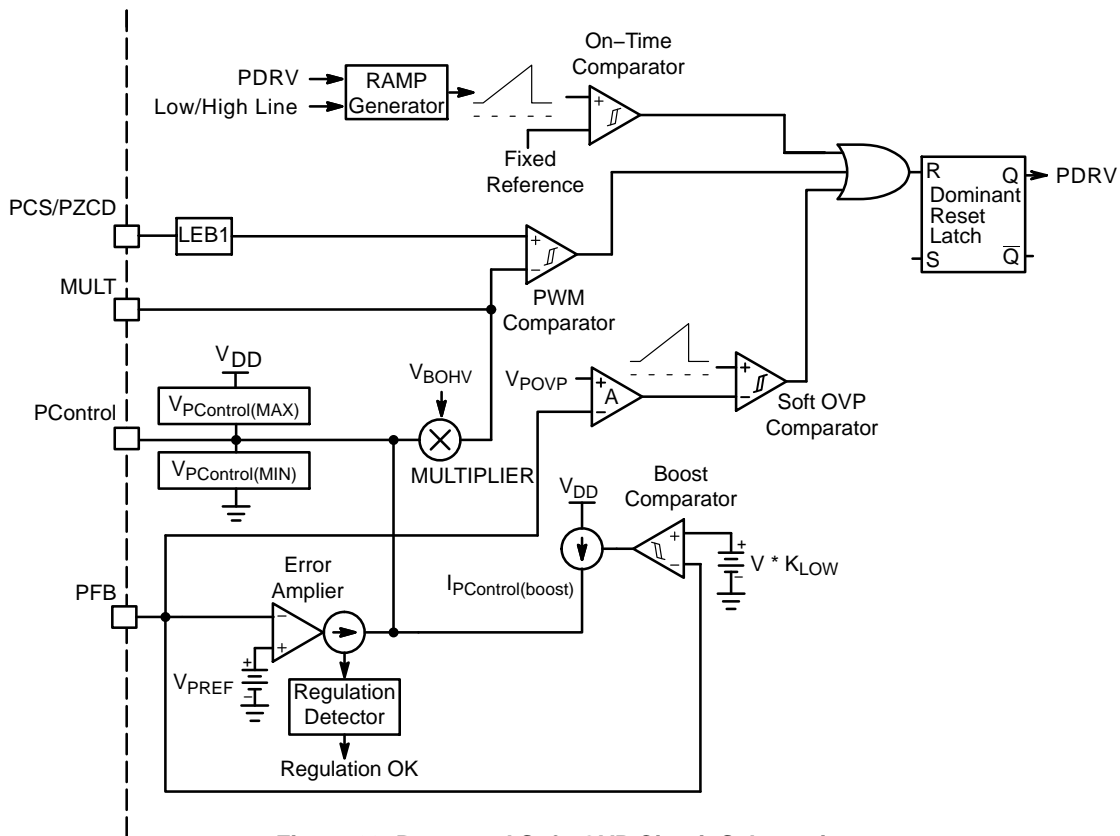 On−Time
Comparator
PDRV
Low/High Line
RAMP
Generator
+
−
Fixed
Reference
R
Q
PDRV
Dominant
Reset
Latch
S
Q
PCS/PZCD
LEB1
+
−
PWM
Comparator
MULT
VDD
VPControl(MAX)
PControl
VPControl(MIN)
VBOHV
MULTIPLIER
VPOVP
+
A
−
+
−
Soft OVP
Comparator
VDD
Boost
Comparator
IPControl(boost)
+
−
+
−
V * KLOW
PFB
Error
Amplier
−
+
VPREF
+
−
Regulation
Detector
Regulation OK